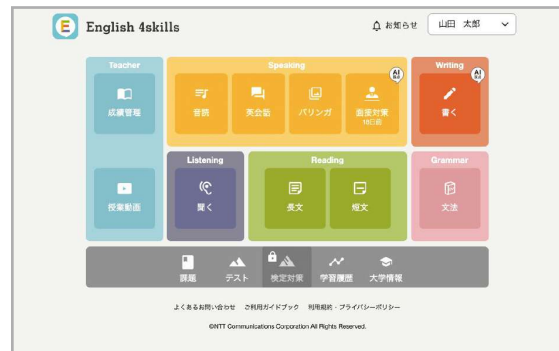 English 4skills
お知らせ
山田 太郎
Teacher
Speaking
Writing
成績管理
音読
英会話
パリンガ
面接対策
18日前
書く
AI
AI
授業動画
Listening
聞く
Reading
長文
短文
Grammar
文法
課題
テスト
検定対策
学習履歴
大学情報
よくあるお問い合わせ ご利用ガイドブック 利用規約・プライバシーポリシー
©NTT Communications Corporation All Rights Reserved.